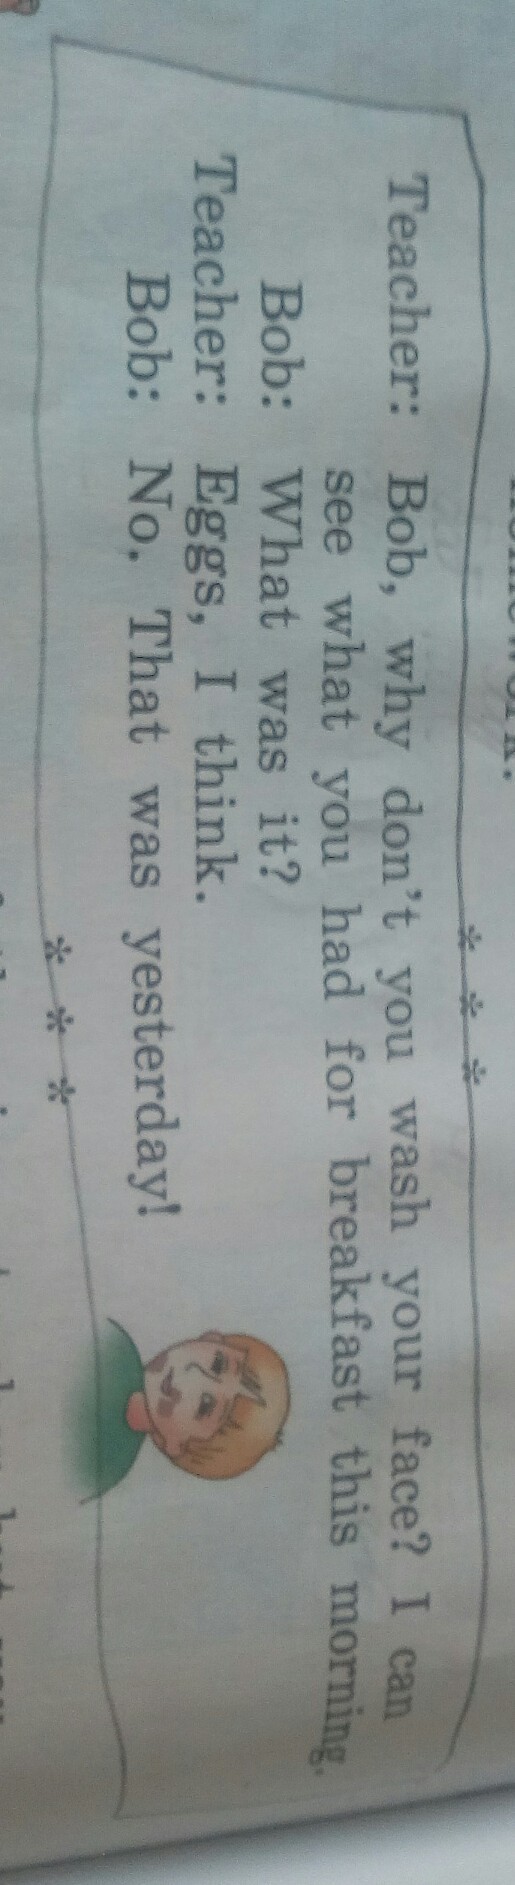 * * *
Teacher: Bob, why don't you wash your face? I can
see what you had for breakfast this morning.
Bob: What was it?
Teacher: Eggs, I think.
Bob: No. That was yesterday!
* * *